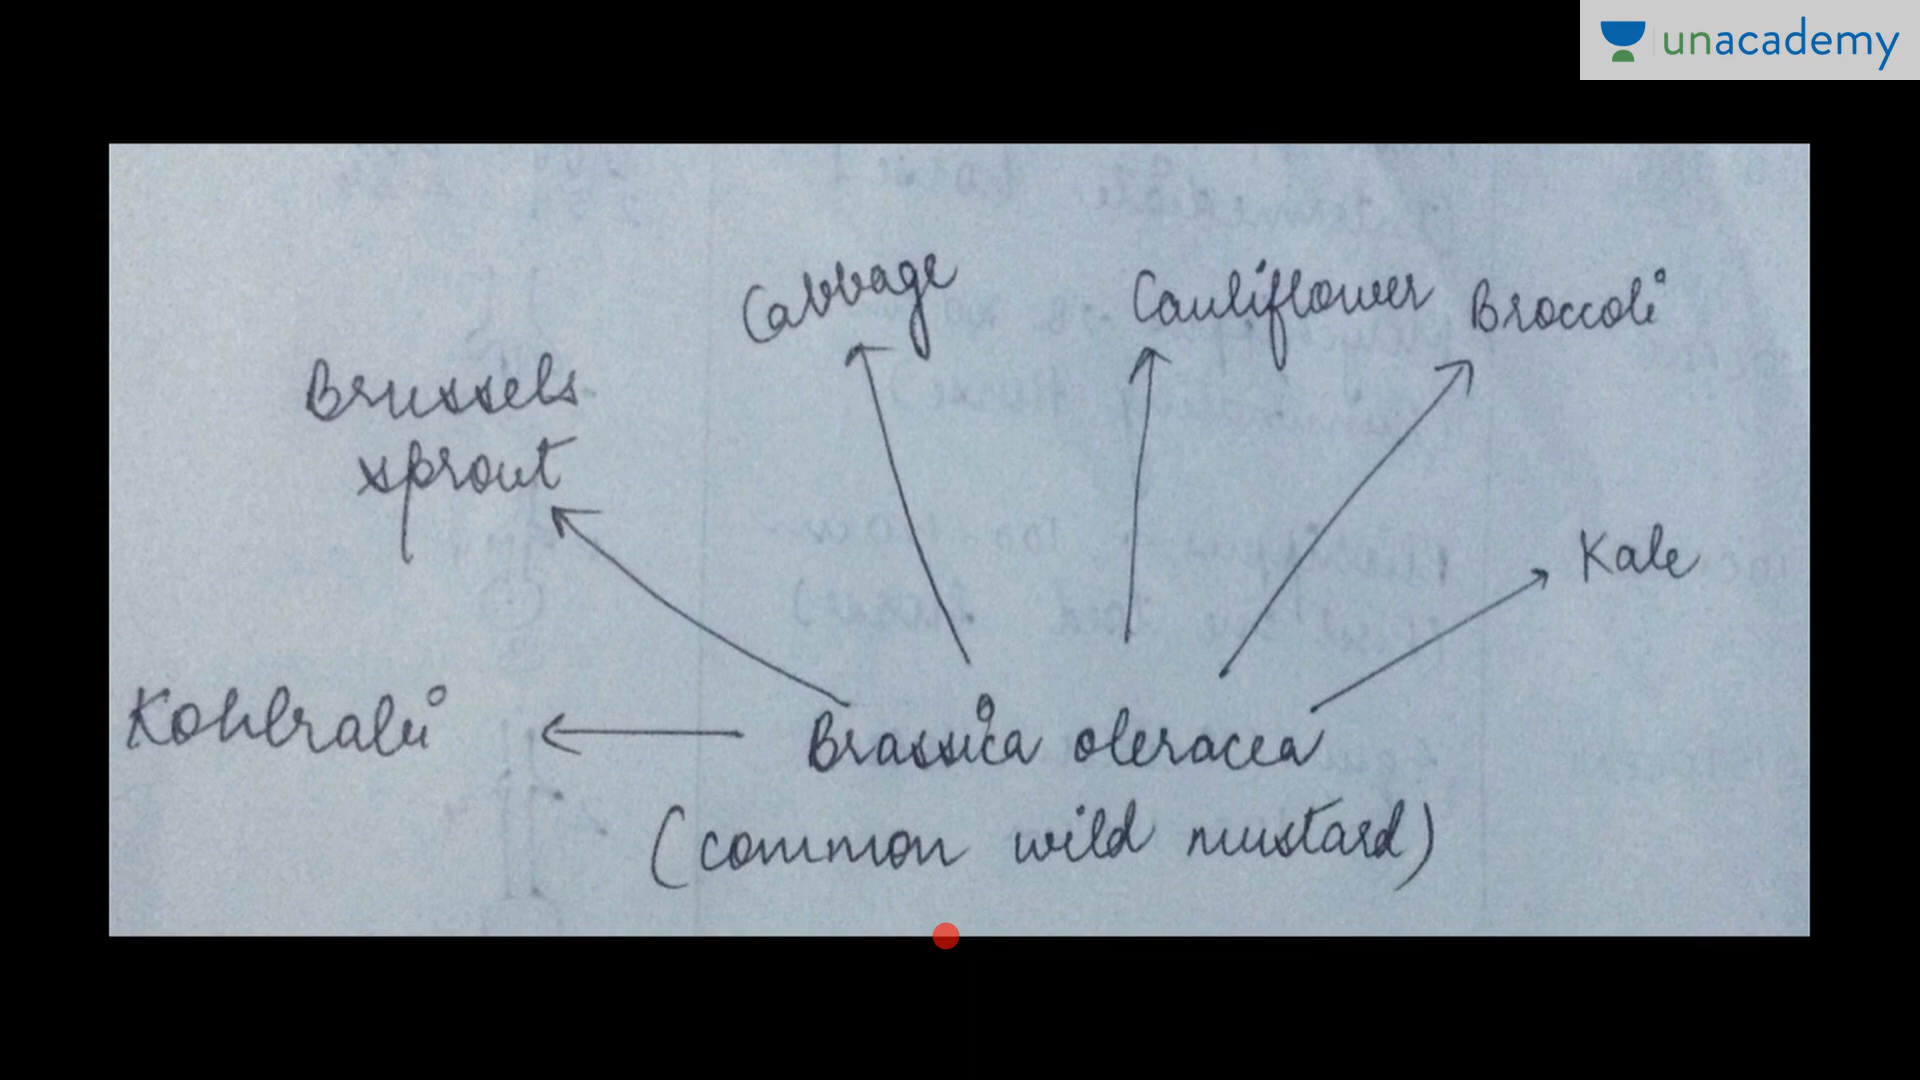 unacademy
Cabbage
Cauliflower
Broccoli
Brussels
sprout
Kale
Kohlrabi
Brassica oleracea
(common wild mustard)